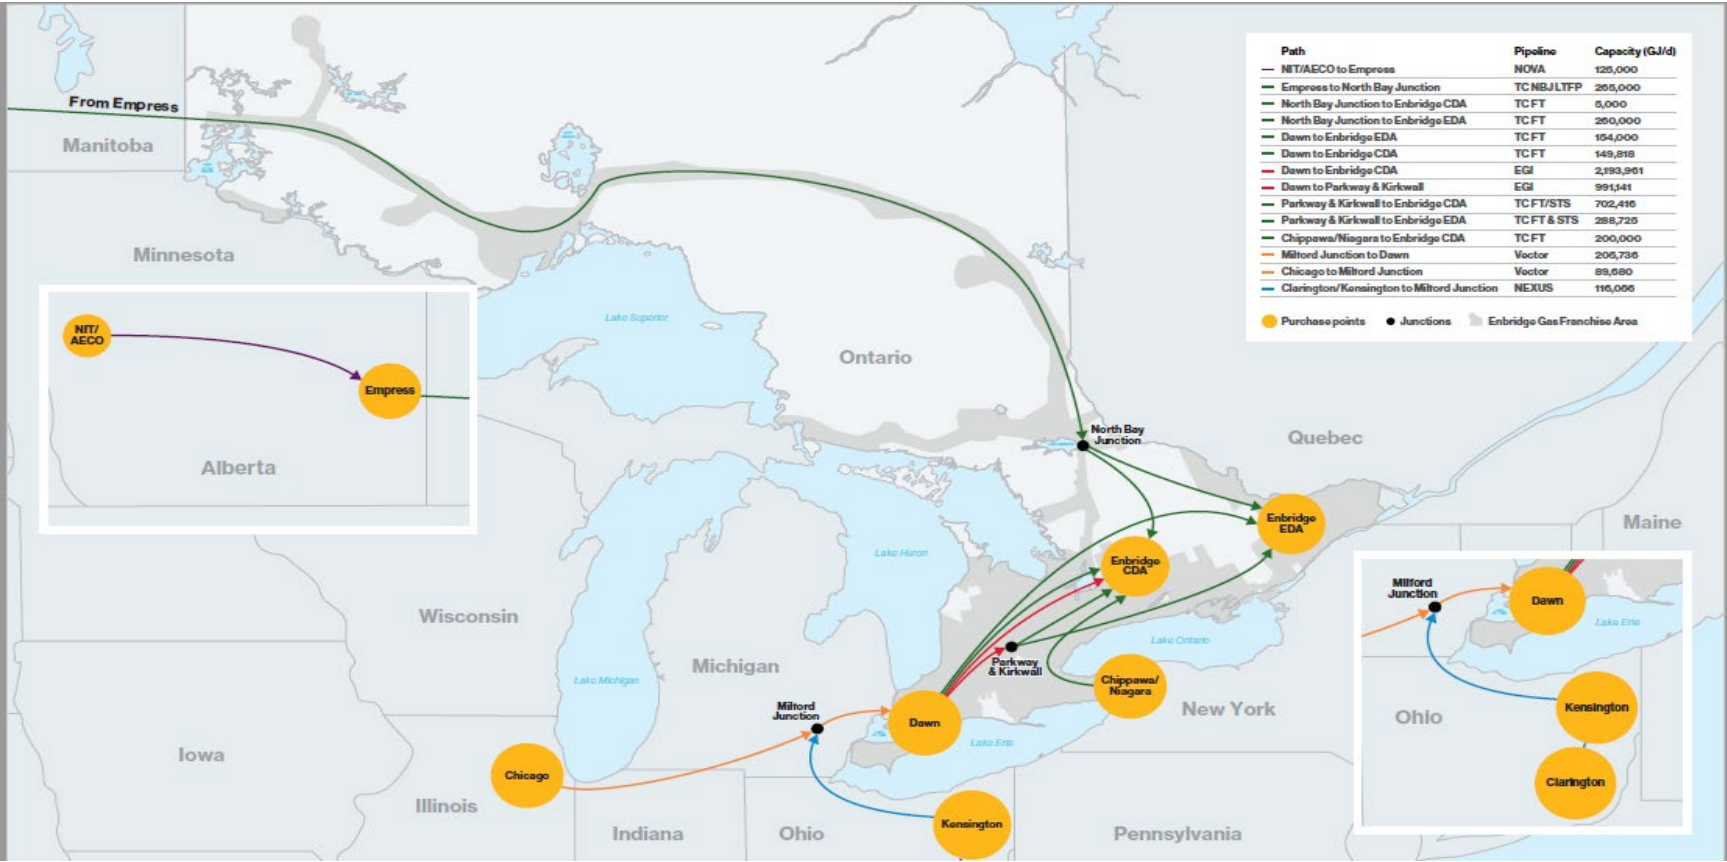 Path Pipeline Capacity (GJ/d)
NIT/AECO to Empress NOVA 125,000
Empress to North Bay Junction TC NBJ LTFP 265,000
North Bay Junction to Enbridge CDA TC FT 5,000
North Bay Junction to Enbridge EDA TC FT 260,000
Dawn to Enbridge EDA TC FT 154,000
Dawn to Enbridge CDA TC FT 149,818
Dawn to Enbridge CDA EGI 2,193,961
Dawn to Parkway & Kirkwall EGI 991,141
Parkway & Kirkwall to Enbridge CDA TC FT/STS 702,416
Parkway & Kirkwall to Enbridge EDA TC FT & STS 288,725
Chippawa/Niagara to Enbridge CDA TC FT 200,000
Milford Junction to Dawn Vector 205,736
Chicago to Milford Junction Vector 89,680
Clarington/Kensington to Milford Junction NEXUS 116,056
Purchase points Junctions Enbridge Gas Franchise Area
From Empress
Manitoba
Minnesota
NIT/
AECO
Empress
Alberta
Lake Superior
Ontario
North Bay
Junction
Quebec
Enbridge
EDA
Maine
Lake Huron
Enbridge
CDA
Wisconsin
Michigan
Lake Michigan
Parkway
& Kirkwall
Lake Ontario
Chippawa/
Niagara
New York
Milford
Junction
Dawn
Lake Erie
Iowa
Chicago
Illinois
Indiana
Ohio
Kensington
Pennsylvania
Milford
Junction
Dawn
Lake Erie
Ohio
Kensington
Clarington